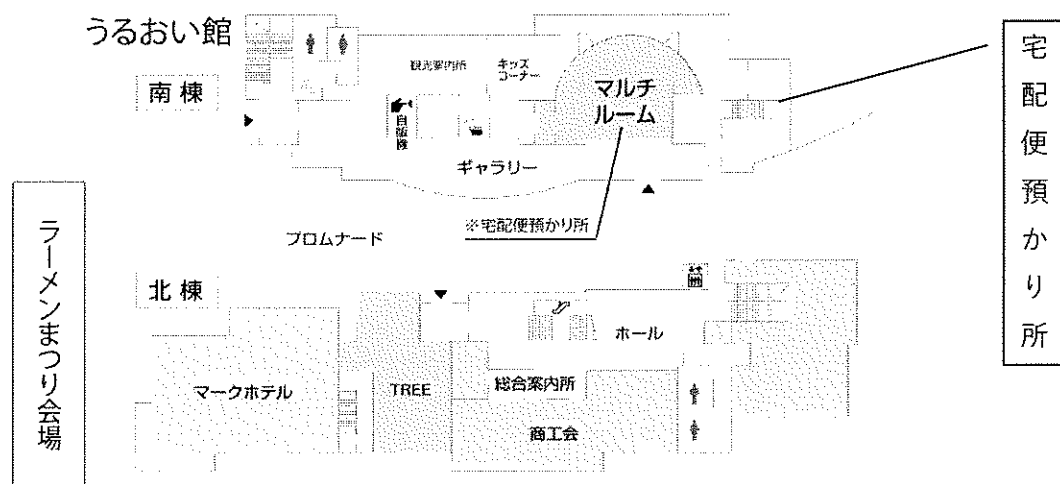 うるおい館
南棟
観光案内所
キッズ
コーナー
マルチ
ルーム
自販機
ギャラリー
※宅配便預かり所
プロムナード
北棟
ホール
マークホテル
TREE
総合案内所
商工会
ラーメンまつり会場
宅配便預かり所